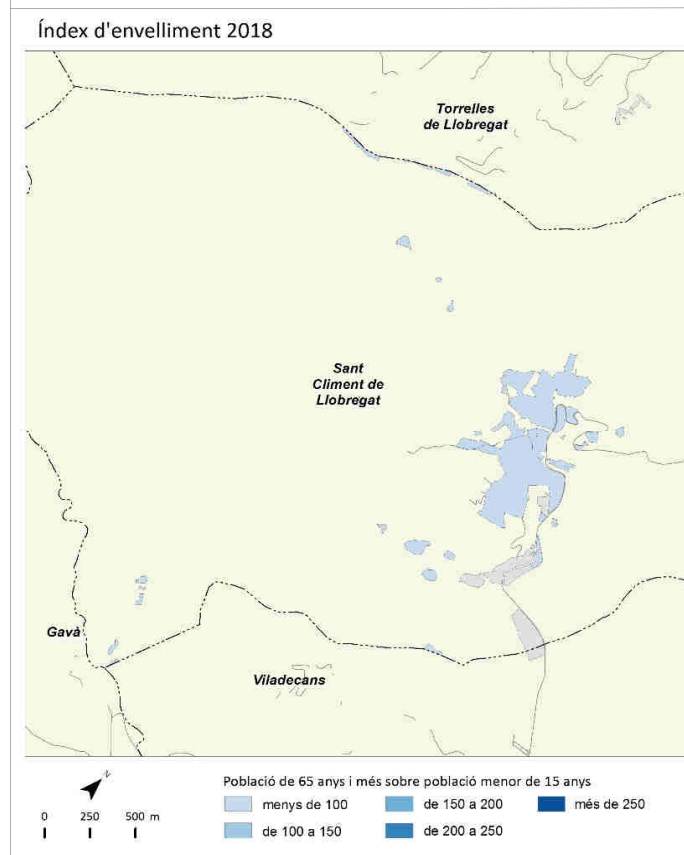 Índex d'envelliment 2018
Torrelles
de Llobregat
Sant
Climent de
Llobregat
Gavà
Viladecans
N
0 250 500 m
Població de 65 anys i més sobre població menor de 15 anys
menys de 100
de 150 a 200
més de 250
de 100 a 150
de 200 a 250